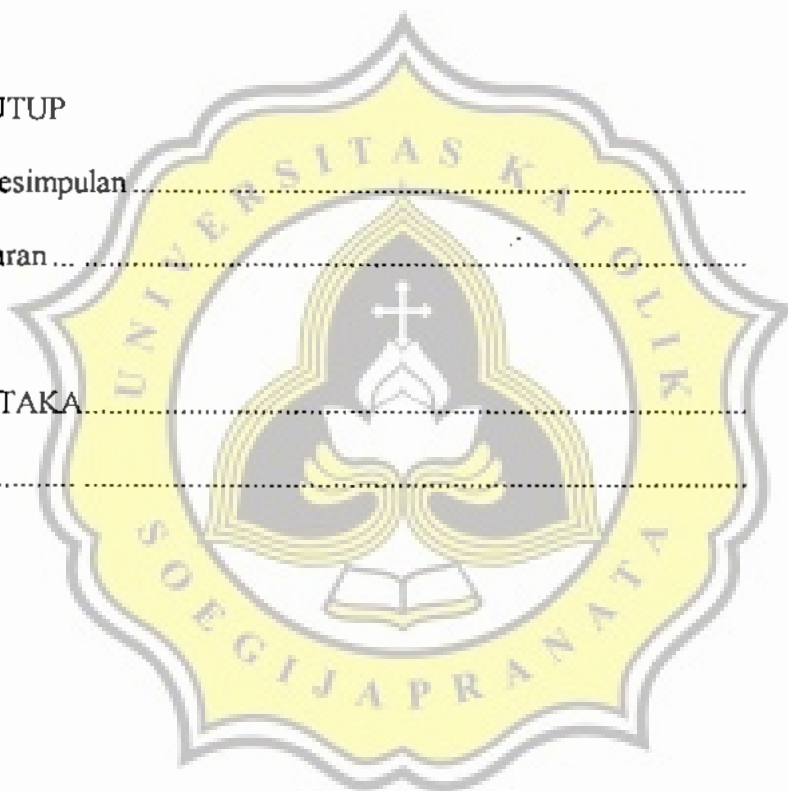 UTUP
esimpulan ........................................................
aran ... ........................................................
TAKA ........................................................
........................................................
UNIVERSITAS KATOLIK
SOEGIJAPRANATA